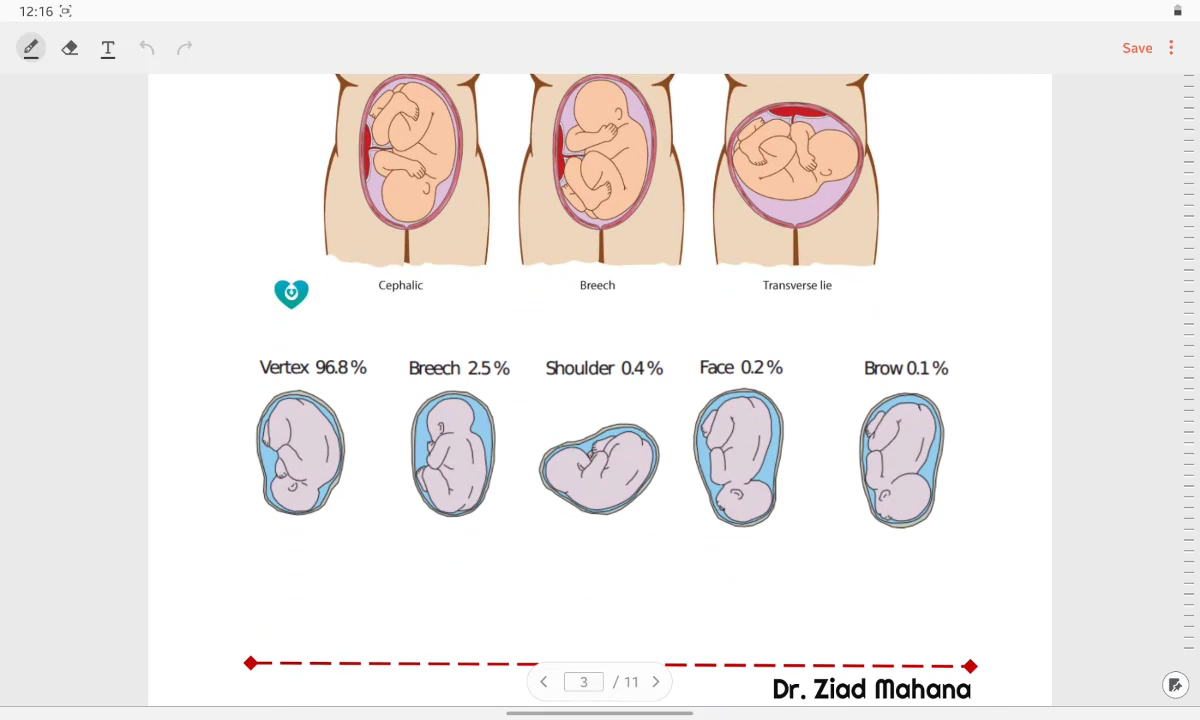 12:16
T Save
Cephalic Breech Transverse lie
Vertex 96.8% Breech 2.5% Shoulder 0.4% Face 0.2% Brow 0.1%
3 / 11
Dr. Ziad Mahana